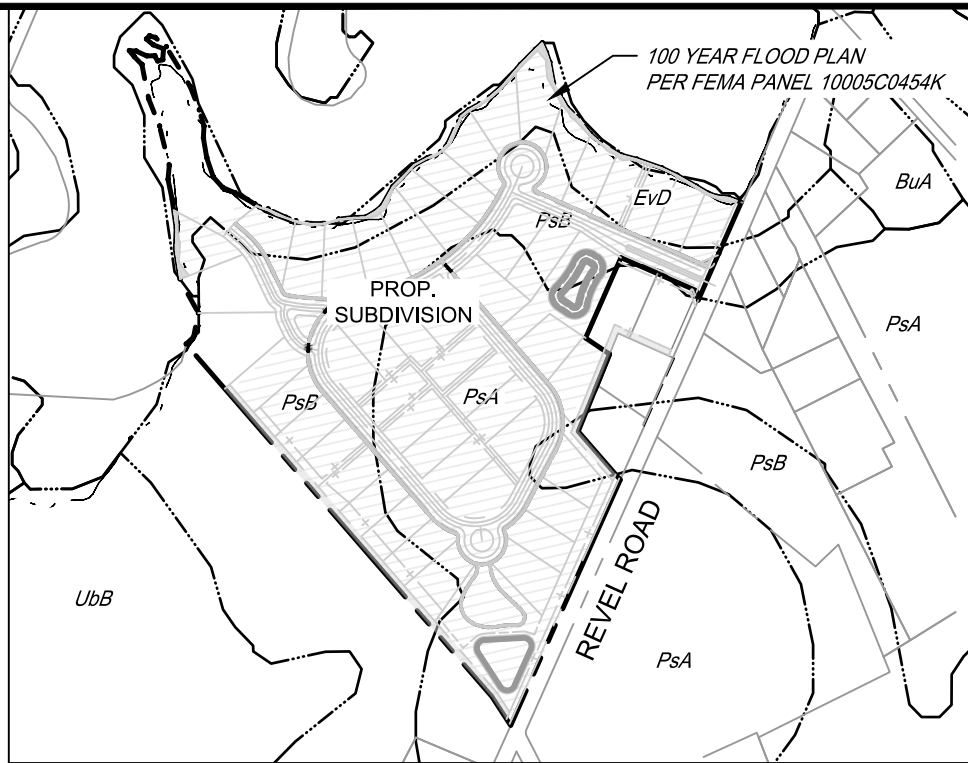 100 YEAR FLOOD PLAN
PER FEMA PANEL 10005C0454K
BuA
EvD
PsB
PROP.
SUBDIVISION
PsA
PsB
PsA
PsB
UbB
REVEL ROAD
PsA